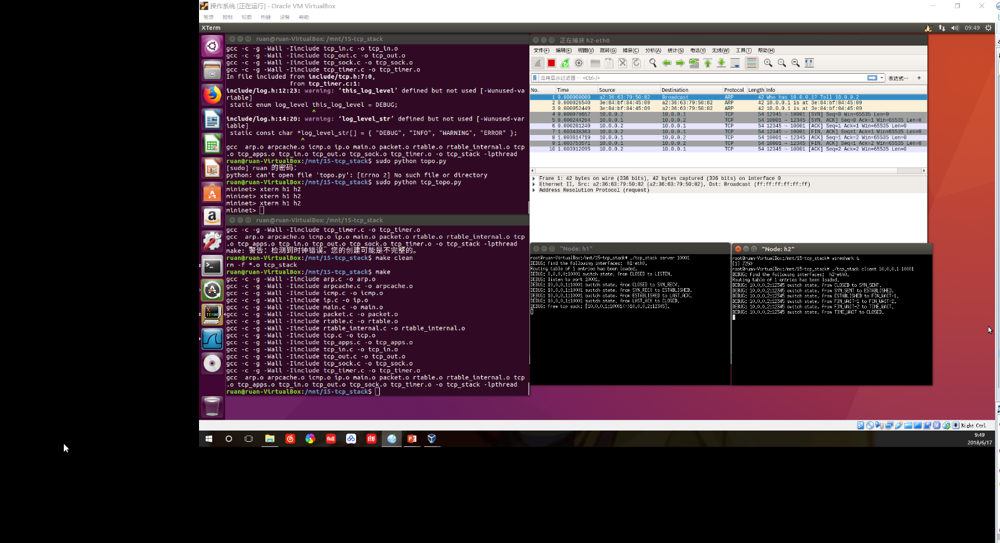 操作系统 [正在运行] - Oracle VM VirtualBox
管理 控制 视图 热键 设备 帮助
XTerm
09:49
ruan@ruan-VirtualBox: /mnt/15-tcp_stack
gcc -c -g -Wall -Iinclude tcp_in.c -o tcp_in.o
gcc -c -g -Wall -Iinclude tcp_out.c -o tcp_out.o
gcc -c -g -Wall -Iinclude tcp_sock.c -o tcp_sock.o
gcc -c -g -Wall -Iinclude tcp_timer.c -o tcp_timer.o
In file included from include/tcp.h:7:0,
from tcp_timer.c:1:
include/log.h:12:23: warning: ‘this_log_level’ defined but not used [-Wunused-va
riable]
static enum log_level this_log_level = DEBUG;
^
include/log.h:14:20: warning: ‘log_level_str’ defined but not used [-Wunused-var
iable]
static const char *log_level_str[] = { "DEBUG", "INFO", "WARNING", "ERROR" };
^
gcc  arp.o arpcache.o icmp.o ip.o main.o packet.o rtable.o rtable_internal.o tcp
.o tcp_apps.o tcp_in.o tcp_out.o tcp_sock.o tcp_timer.o -o tcp_stack -lpthread
ruan@ruan-VirtualBox:/mnt/15-tcp_stack$ sudo python topo.py
[sudo] ruan 的密码:
python: can't open file 'topo.py': [Errno 2] No such file or directory
ruan@ruan-VirtualBox:/mnt/15-tcp_stack$ sudo python tcp_topo.py
mininet> xterm h1 h2
mininet> xterm h1 h2
mininet> xterm h1 h2
mininet>
ruan@ruan-VirtualBox: /mnt/15-tcp_stack
gcc -c -g -Wall -Iinclude tcp_timer.c -o tcp_timer.o
gcc  arp.o arpcache.o icmp.o ip.o main.o packet.o rtable.o rtable_internal.o tcp
.o tcp_apps.o tcp_in.o tcp_out.o tcp_sock.o tcp_timer.o -o tcp_stack -lpthread
make: 警告：检测到时钟错误。您的创建可能是不完整的。
ruan@ruan-VirtualBox:/mnt/15-tcp_stack$ make clean
rm -f *.o tcp_stack
ruan@ruan-VirtualBox:/mnt/15-tcp_stack$ make
gcc -c -g -Wall -Iinclude arp.c -o arp.o
gcc -c -g -Wall -Iinclude arpcache.c -o arpcache.o
gcc -c -g -Wall -Iinclude icmp.c -o icmp.o
gcc -c -g -Wall -Iinclude ip.c -o ip.o
gcc -c -g -Wall -Iinclude main.c -o main.o
gcc -c -g -Wall -Iinclude packet.c -o packet.o
gcc -c -g -Wall -Iinclude rtable.c -o rtable.o
gcc -c -g -Wall -Iinclude rtable_internal.c -o rtable_internal.o
gcc -c -g -Wall -Iinclude tcp.c -o tcp.o
gcc -c -g -Wall -Iinclude tcp_apps.c -o tcp_apps.o
gcc -c -g -Wall -Iinclude tcp_in.c -o tcp_in.o
gcc -c -g -Wall -Iinclude tcp_out.c -o tcp_out.o
gcc -c -g -Wall -Iinclude tcp_sock.c -o tcp_sock.o
gcc -c -g -Wall -Iinclude tcp_timer.c -o tcp_timer.o
gcc  arp.o arpcache.o icmp.o ip.o main.o packet.o rtable.o rtable_internal.o tcp
.o tcp_apps.o tcp_in.o tcp_out.o tcp_sock.o tcp_timer.o -o tcp_stack -lpthread
ruan@ruan-VirtualBox:/mnt/15-tcp_stack$
正在捕获 h2-eth0
文件(F) 编辑(E) 视图(V) 跳转(G) 捕获(C) 分析(A) 统计(S) 电话(Y) 无线(W) 工具(T) 帮助(H)
应用显示过滤器 … <Ctrl-/> 表达式… +
No. Time Source Destination Protocol Length Info
1 0.000000000 a2:36:63:79:50:82 Broadcast ARP 42 Who has 10.0.0.1? Tell 10.0.0.2
2 0.000026540 3e:84:bf:84:45:09 a2:36:63:79:50:82 ARP 42 10.0.0.1 is at 3e:84:bf:84:45:09
3 0.000052449 3e:84:bf:84:45:09 a2:36:63:79:50:82 ARP 42 10.0.0.1 is at 3e:84:bf:84:45:09
4 0.000078657 10.0.0.2 10.0.0.1 TCP 54 12345 → 10001 [SYN] Seq=0 Win=65535 Len=0
5 0.000244264 10.0.0.1 10.0.0.2 TCP 54 10001 → 12345 [SYN, ACK] Seq=0 Ack=1 Win=65535 Len=0
6 0.000281249 10.0.0.2 10.0.0.1 TCP 54 12345 → 10001 [ACK] Seq=1 Ack=1 Win=65535 Len=0
7 1.003438363 10.0.0.2 10.0.0.1 TCP 54 12345 → 10001 [FIN, ACK] Seq=1 Ack=1 Win=65535 Len=0
8 1.003614719 10.0.0.1 10.0.0.2 TCP 54 10001 → 12345 [ACK] Seq=1 Ack=2 Win=65535 Len=0
9 1.003753571 10.0.0.1 10.0.0.2 TCP 54 10001 → 12345 [FIN, ACK] Seq=1 Ack=2 Win=65535 Len=0
10 1.003912095 10.0.0.2 10.0.0.1 TCP 54 12345 → 10001 [ACK] Seq=2 Ack=2 Win=65535 Len=0
Frame 1: 42 bytes on wire (336 bits), 42 bytes captured (336 bits) on interface 0
Ethernet II, Src: a2:36:63:79:50:82 (a2:36:63:79:50:82), Dst: Broadcast (ff:ff:ff:ff:ff:ff)
Address Resolution Protocol (request)
"Node: h1"
root@ruan-VirtualBox:/mnt/15-tcp_stack# ./tcp_stack server 10001
DEBUG: find the following interfaces:  h1-eth0.
Routing table of 1 entries has been loaded.
DEBUG: 0.0.0.0:10001 switch state, from CLOSED to LISTEN.
DEBUG: listen to port 10001.
DEBUG: 10.0.0.1:10001 switch state, from CLOSED to SYN_RECV.
DEBUG: 10.0.0.1:10001 switch state, from SYN_RECV to ESTABLISHED.
DEBUG: 10.0.0.1:10001 switch state, from ESTABLISHED to LAST_ACK.
DEBUG: 10.0.0.1:10001 switch state, from LAST_ACK to CLOSED.
DEBUG: free tcp sock: [10.0.0.1:10001<->10.0.0.2:12345].
"Node: h2"
root@ruan-VirtualBox:/mnt/15-tcp_stack# wireshark &
[1] 7250
root@ruan-VirtualBox:/mnt/15-tcp_stack# ./tcp_stack client 10.0.0.1 10001
DEBUG: find the following interfaces:  h2-eth0.
Routing table of 1 entries has been loaded.
DEBUG: 10.0.0.2:12345 switch state, from CLOSED to SYN_SENT.
DEBUG: 10.0.0.2:12345 switch state, from SYN_SENT to ESTABLISHED.
DEBUG: 10.0.0.2:12345 switch state, from ESTABLISHED to FIN_WAIT-1.
DEBUG: 10.0.0.2:12345 switch state, from FIN_WAIT-1 to FIN_WAIT-2.
DEBUG: 10.0.0.2:12345 switch state, from FIN_WAIT-2 to TIME_WAIT.
DEBUG: 10.0.0.2:12345 switch state, from TIME_WAIT to CLOSED.
Right Ctrl
9:49
2018/6/17